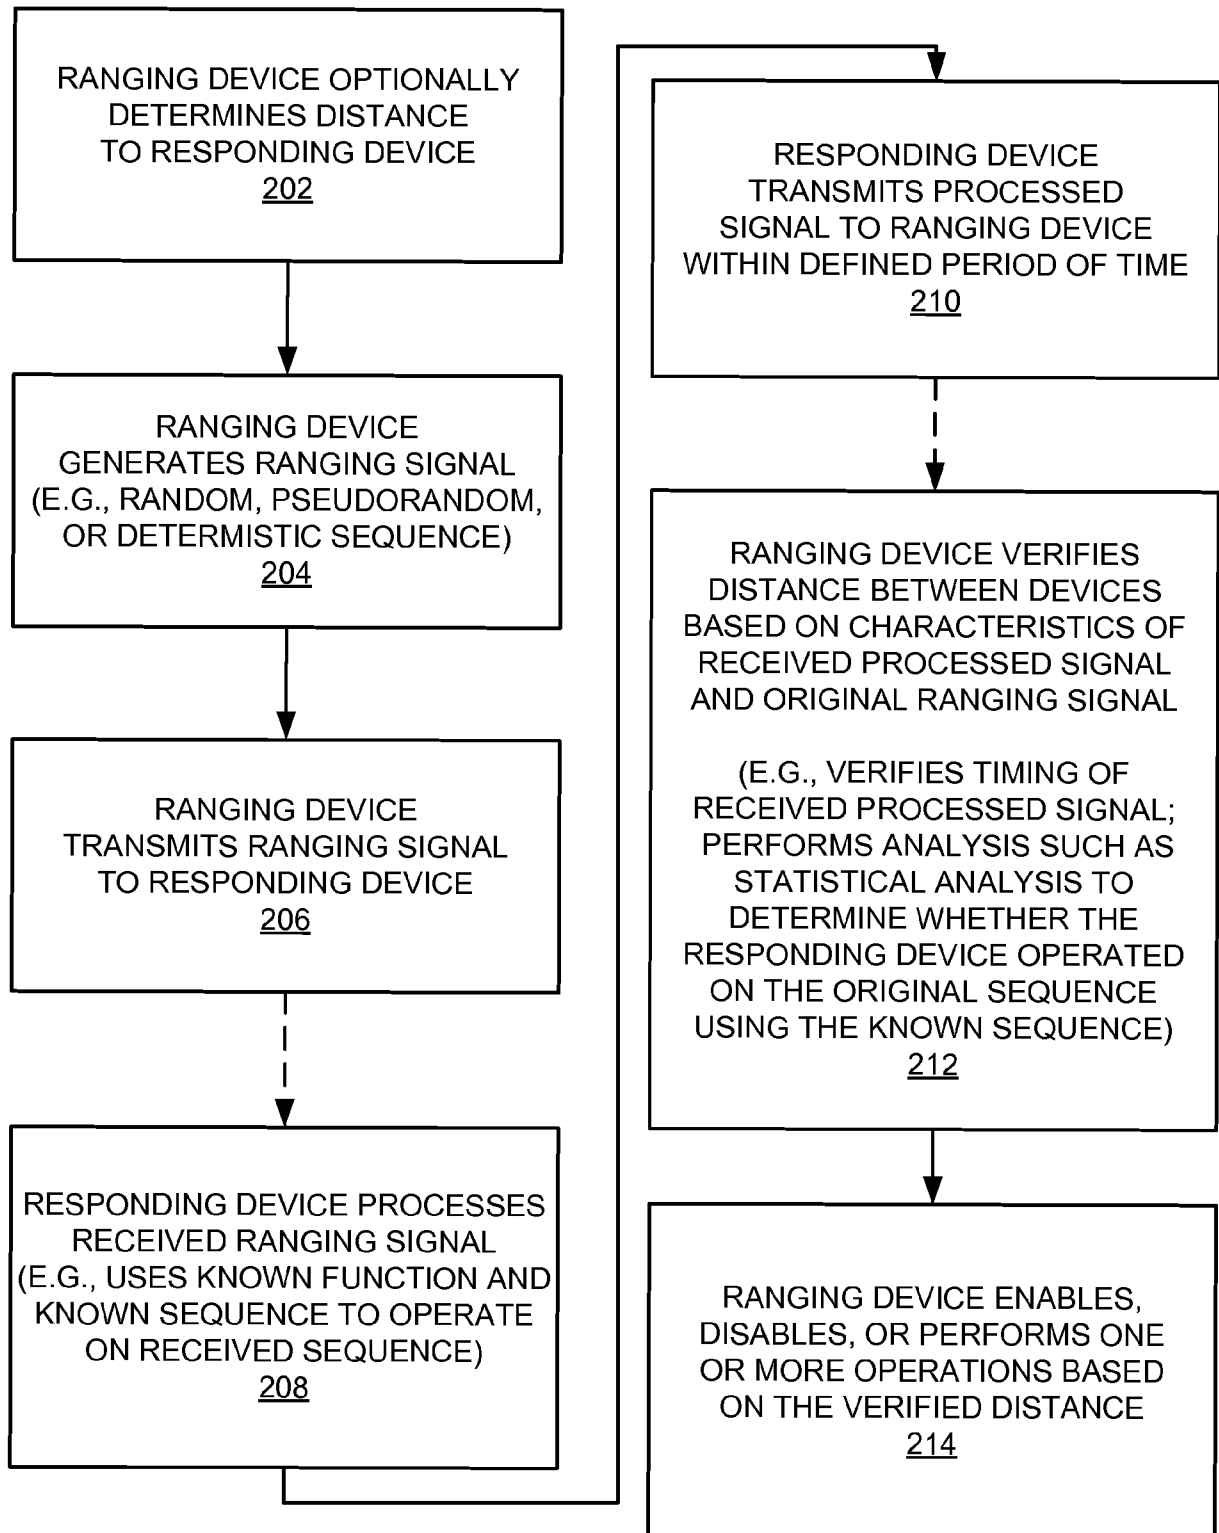 RANGING DEVICE OPTIONALLY
DETERMINES DISTANCE
TO RESPONDING DEVICE
202
RANGING DEVICE
GENERATES RANGING SIGNAL
(E.G., RANDOM, PSEUDORANDOM,
OR DETERMISTIC SEQUENCE)
204
RANGING DEVICE
TRANSMITS RANGING SIGNAL
TO RESPONDING DEVICE
206
RESPONDING DEVICE PROCESSES
RECEIVED RANGING SIGNAL
(E.G., USES KNOWN FUNCTION AND
KNOWN SEQUENCE TO OPERATE
ON RECEIVED SEQUENCE)
208
RESPONDING DEVICE
TRANSMITS PROCESSED
SIGNAL TO RANGING DEVICE
WITHIN DEFINED PERIOD OF TIME
210
RANGING DEVICE VERIFIES
DISTANCE BETWEEN DEVICES
BASED ON CHARACTERISTICS OF
RECEIVED PROCESSED SIGNAL
AND ORIGINAL RANGING SIGNAL
(E.G., VERIFIES TIMING OF
RECEIVED PROCESSED SIGNAL;
PERFORMS ANALYSIS SUCH AS
STATISTICAL ANALYSIS TO
DETERMINE WHETHER THE
RESPONDING DEVICE OPERATED
ON THE ORIGINAL SEQUENCE
USING THE KNOWN SEQUENCE)
212
RANGING DEVICE ENABLES,
DISABLES, OR PERFORMS ONE
OR MORE OPERATIONS BASED
ON THE VERIFIED DISTANCE
214